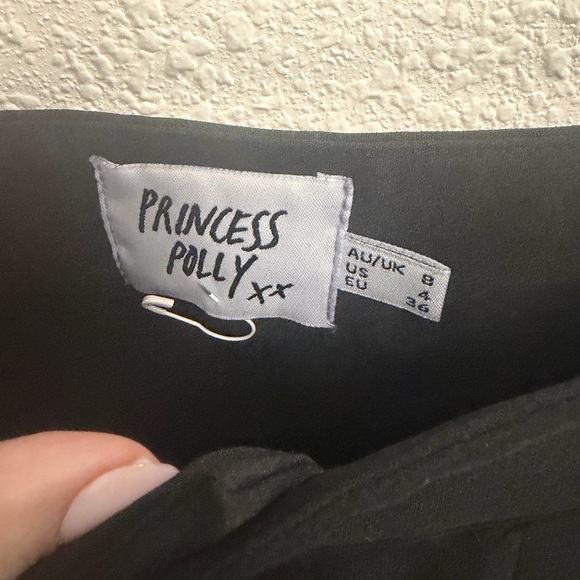 PRINCESS
POLLY xx
AU/UK 8
US 4
EU 36